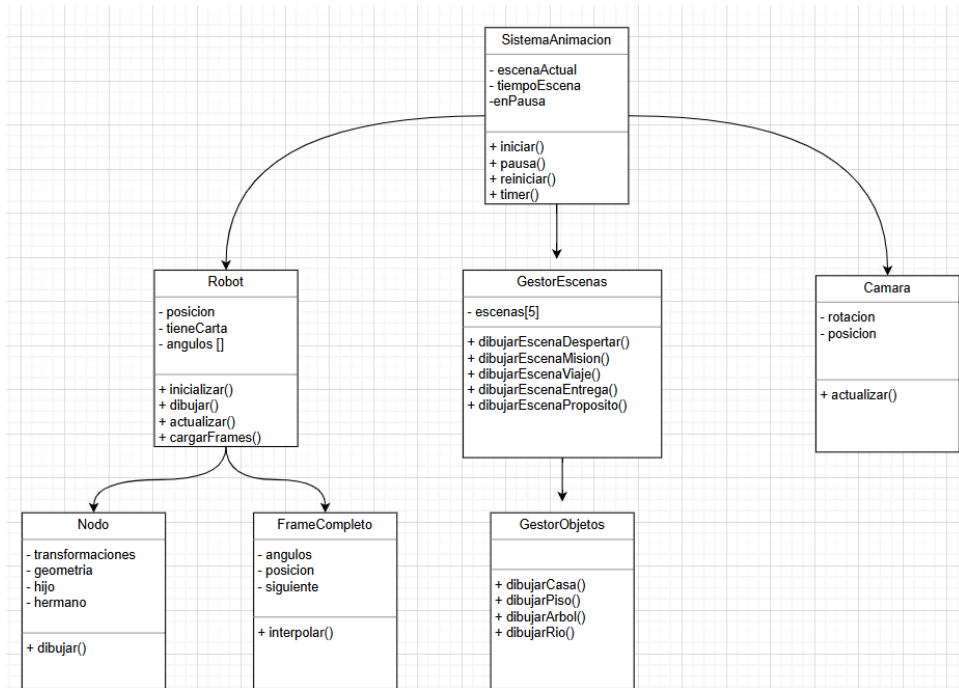 SistemaAnimacion
- escenaActual
- tiempoEscena
-enPausa
+ iniciar()
+ pausa()
+ reiniciar()
+ timer()
Robot
- posicion
- tieneCarta
- angulos []
+ inicializar()
+ dibujar()
+ actualizar()
+ cargarFrames()
GestorEscenas
- escenas[5]
+ dibujarEscenaDespertar()
+ dibujarEscenaMision()
+ dibujarEscenaViaje()
+ dibujarEscenaEntrega()
+ dibujarEscenaProposito()
Camara
- rotacion
- posicion
+ actualizar()
Nodo
- transformaciones
- geometria
- hijo
- hermano
+ dibujar()
FrameCompleto
- angulos
- posicion
- siguiente
+ interpolar()
GestorObjetos
+ dibujarCasa()
+ dibujarPiso()
+ dibujarArbol()
+ dibujarRio()